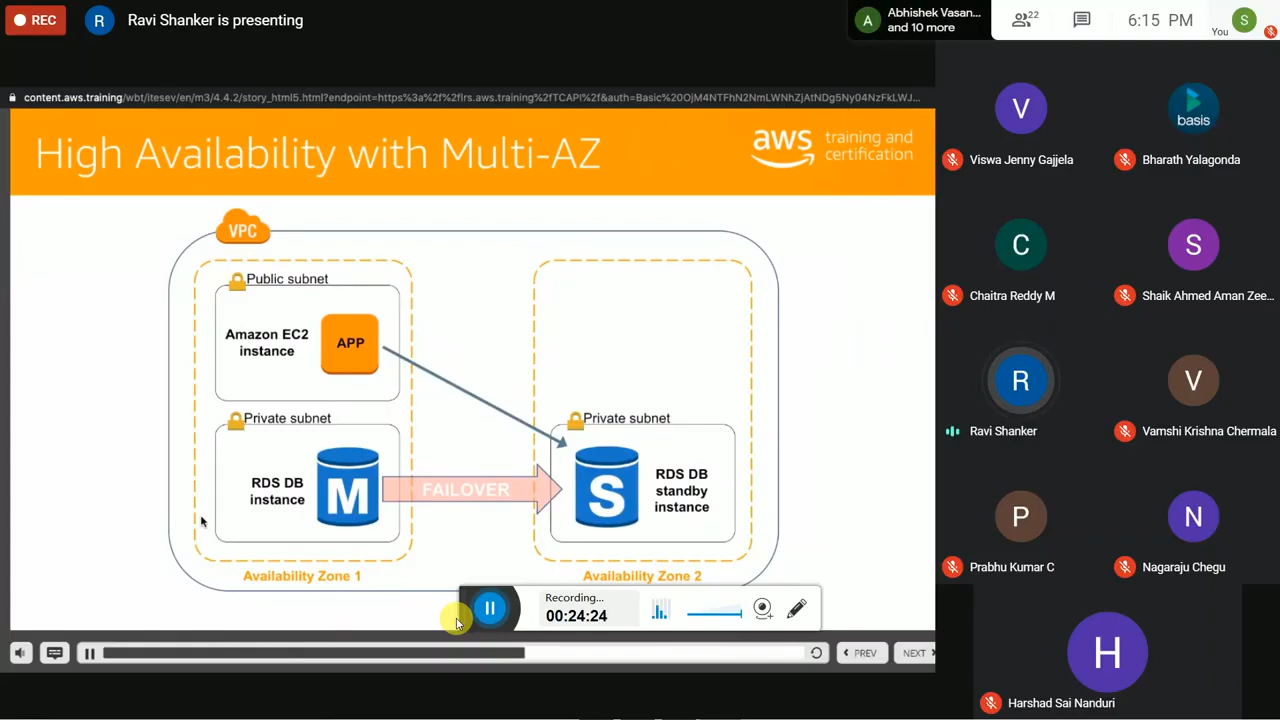 REC
R
Ravi Shanker is presenting
A
Abhishek Vasan...
and 10 more
22
6:15 PM
You
S
content.aws.training/wbt/itesev/en/m3/4.4.2/story_html5.html?endpoint=https%3a%2f%2flrs.aws.training%2fTCAPI%2f&auth=Basic%20OjM4NTFhN2NmLWNhZjAtNDg5Ny04NzFkLWJ...
High Availability with Multi-AZ
aws training and
certification
VPC
Public subnet
Amazon EC2
instance
APP
Private subnet
RDS DB
instance
M
FAILOVER
Private subnet
S
RDS DB
standby
instance
Availability Zone 1
Availability Zone 2
Recording...
00:24:24
PREV
NEXT
V
Viswa Jenny Gajjela
basis
Bharath Yalagonda
C
Chaitra Reddy M
S
Shaik Ahmed Aman Zee...
R
Ravi Shanker
V
Vamshi Krishna Chermala
P
Prabhu Kumar C
N
Nagaraju Chegu
H
Harshad Sai Nanduri